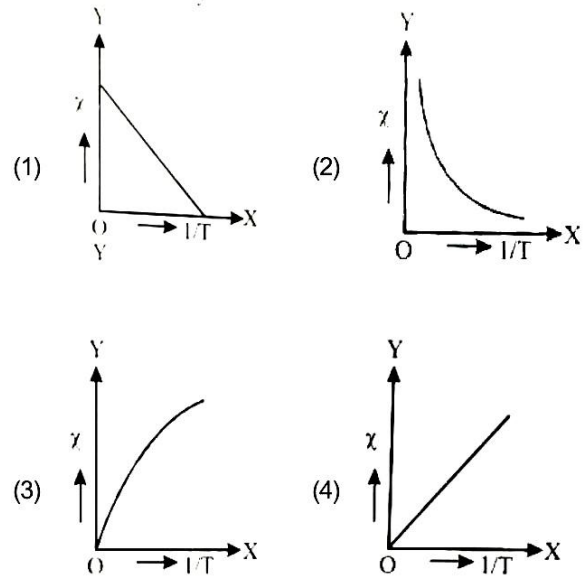 Y
χ
(1)
O → 1/T X
Y
Y
χ
(2)
O → 1/T X
Y
χ
(3)
O → 1/T X
Y
χ
(4)
O → 1/T X